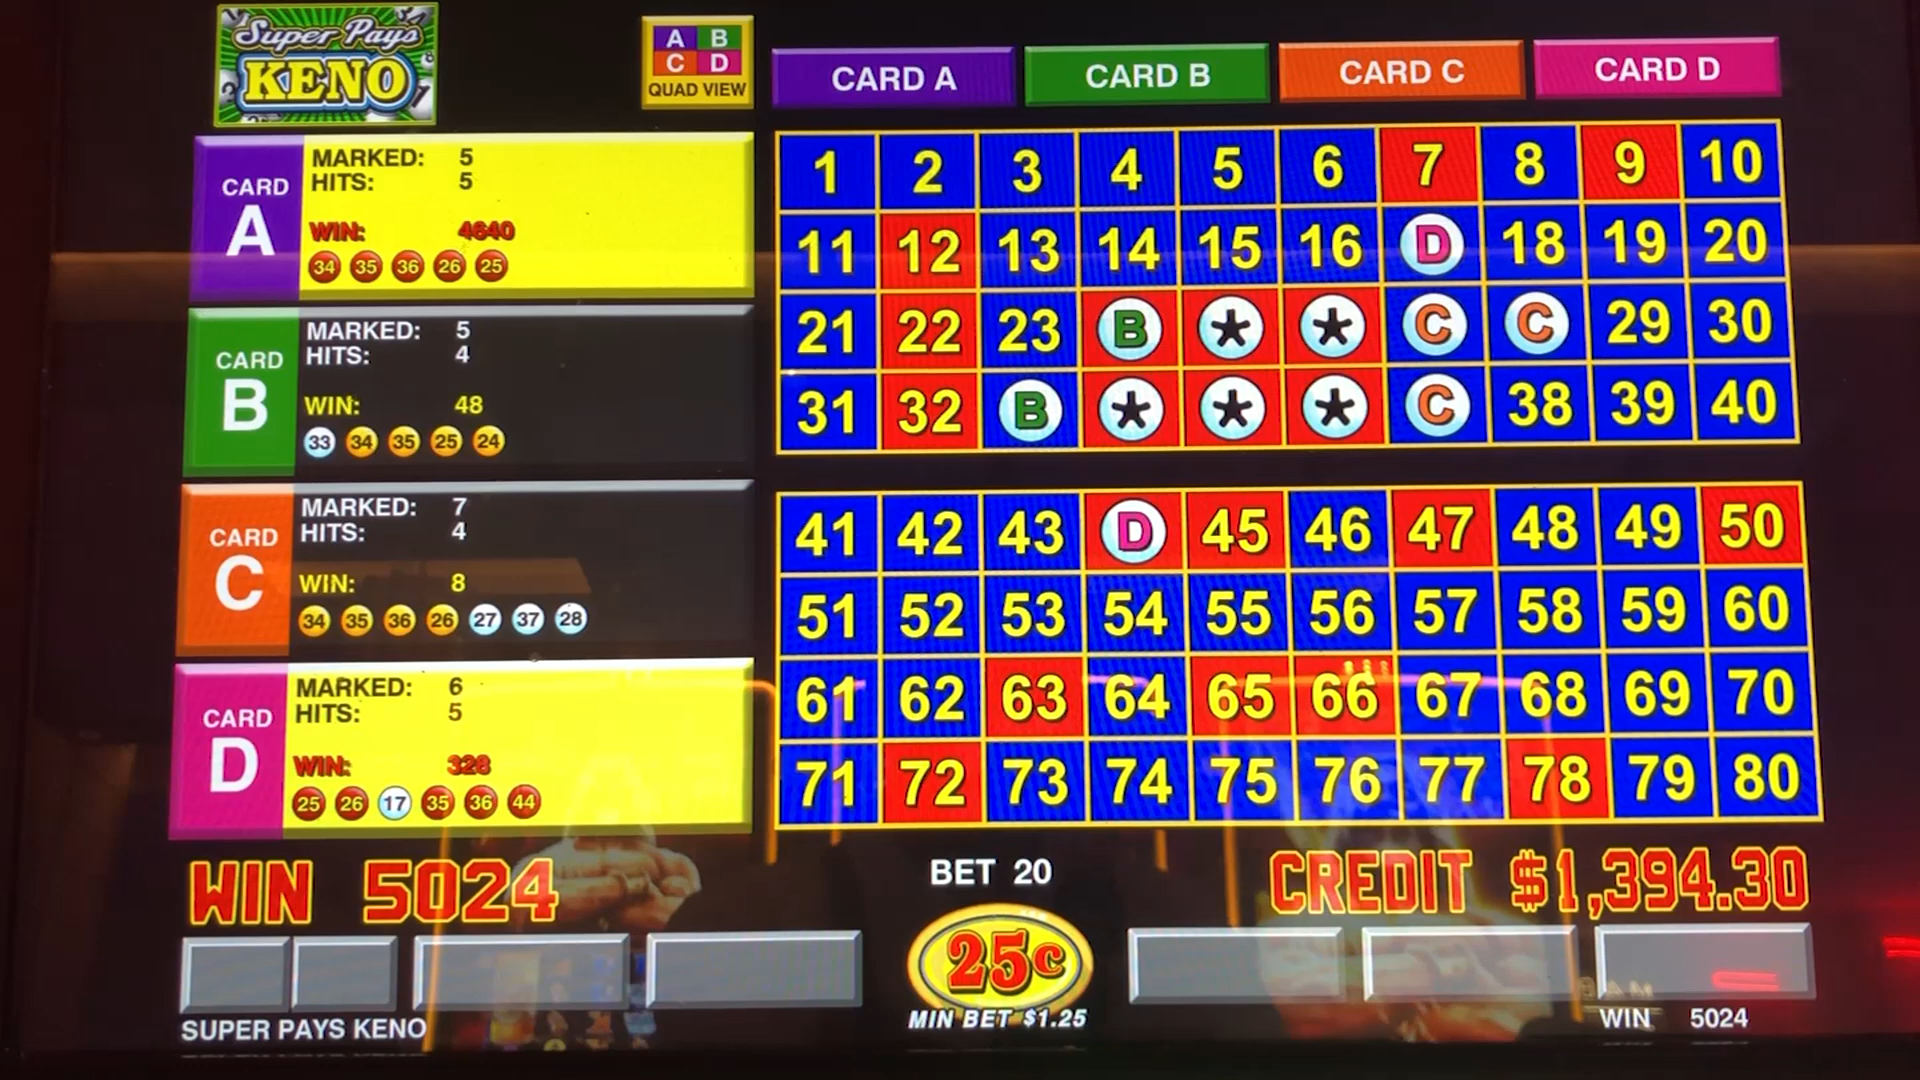 Super Pays
KENO
A B
C D
QUAD VIEW
CARD A
CARD B
CARD C
CARD D
CARD
A
MARKED: 5
HITS: 5
WIN: 4640
34 35 36 26 25
CARD
B
MARKED: 5
HITS: 4
WIN: 48
33 34 35 25 24
CARD
C
MARKED: 7
HITS: 4
WIN: 8
34 35 36 26 27 37 28
CARD
D
MARKED: 6
HITS: 5
WIN: 328
25 26 17 35 36 44
1 2 3 4 5 6 7 8 9 10
11 12 13 14 15 16 D 18 19 20
21 22 23 B * * C C 29 30
31 32 B * * * C 38 39 40
41 42 43 D 45 46 47 48 49 50
51 52 53 54 55 56 57 58 59 60
61 62 63 64 65 66 67 68 69 70
71 72 73 74 75 76 77 78 79 80
WIN 5024
BET 20
CREDIT $1,394.30
25¢
MIN BET $1.25
SUPER PAYS KENO
WIN 5024